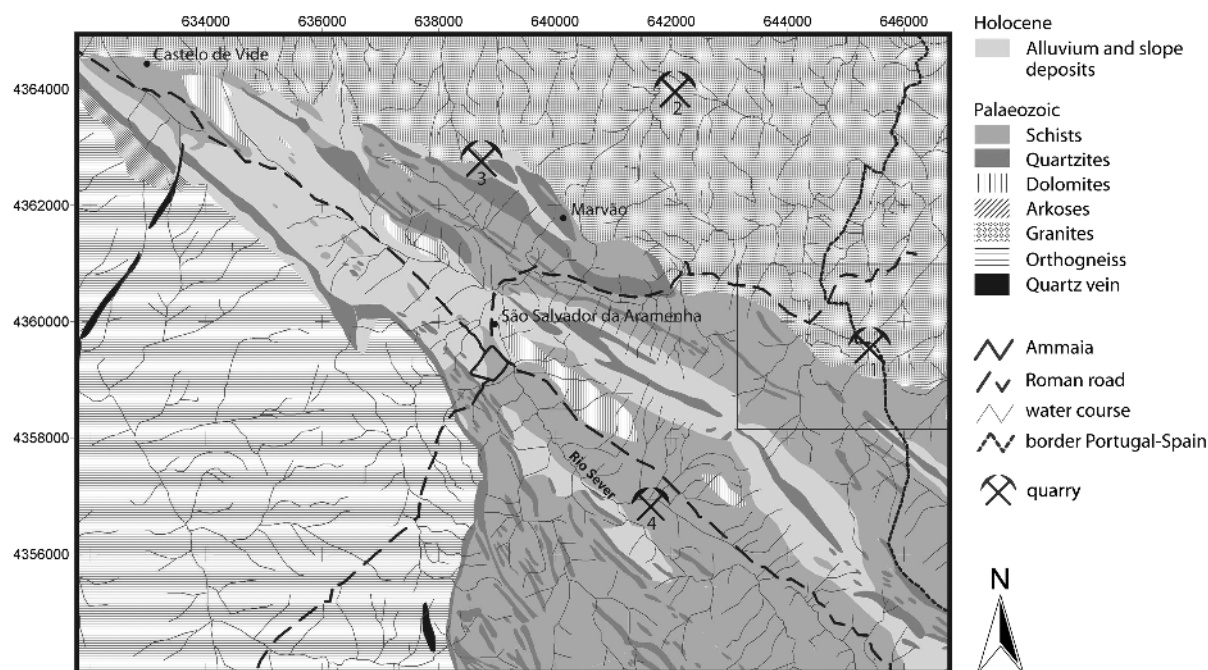 634000 636000 638000 640000 642000 644000 646000
4364000
4362000
4360000
4358000
4356000
Castelo de Vide
2
3
Marvão
São Salvador da Aramenha
1
Rio Sever
4
Holocene
Alluvium and slope
deposits
Palaeozoic
Schists
Quartzites
Dolomites
Arkoses
Granites
Orthogneiss
Quartz vein
Ammaia
Roman road
water course
border Portugal-Spain
quarry
N